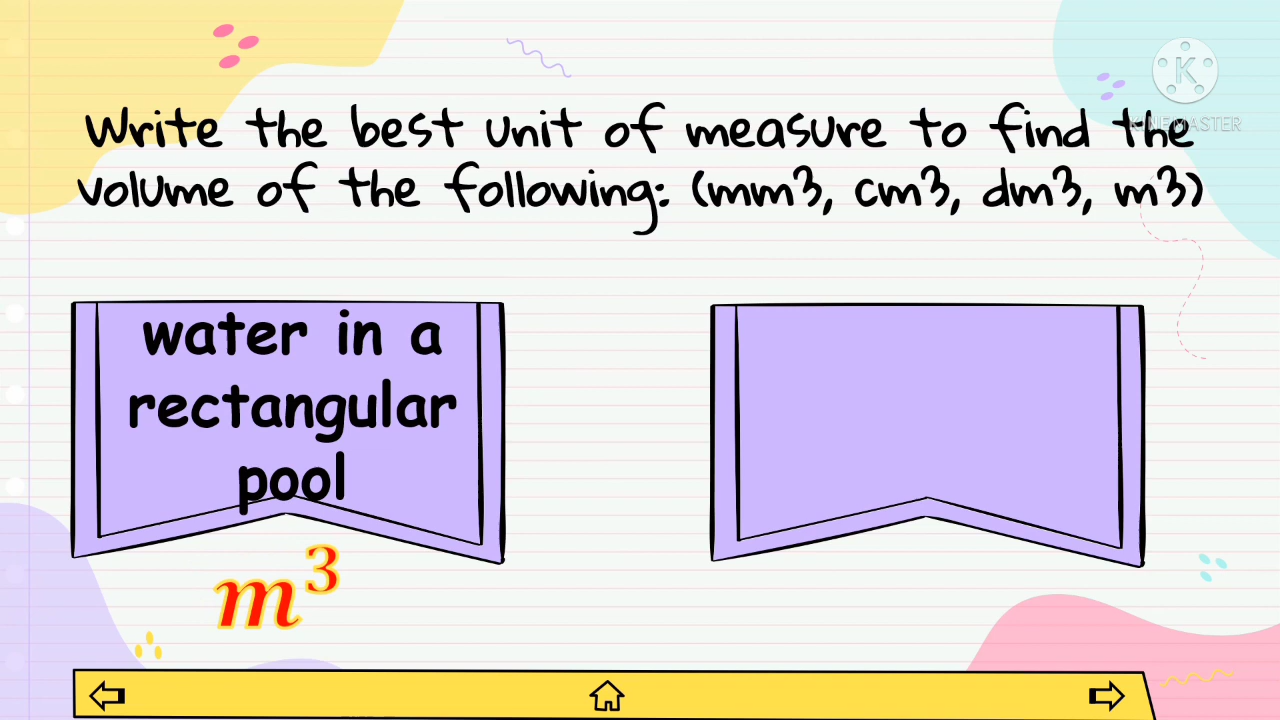 Write the best unit of measure to find the
volume of the following: (mm3, cm3, dm3, m3)
K
KINEMASTER
water in a
rectangular
pool
m³